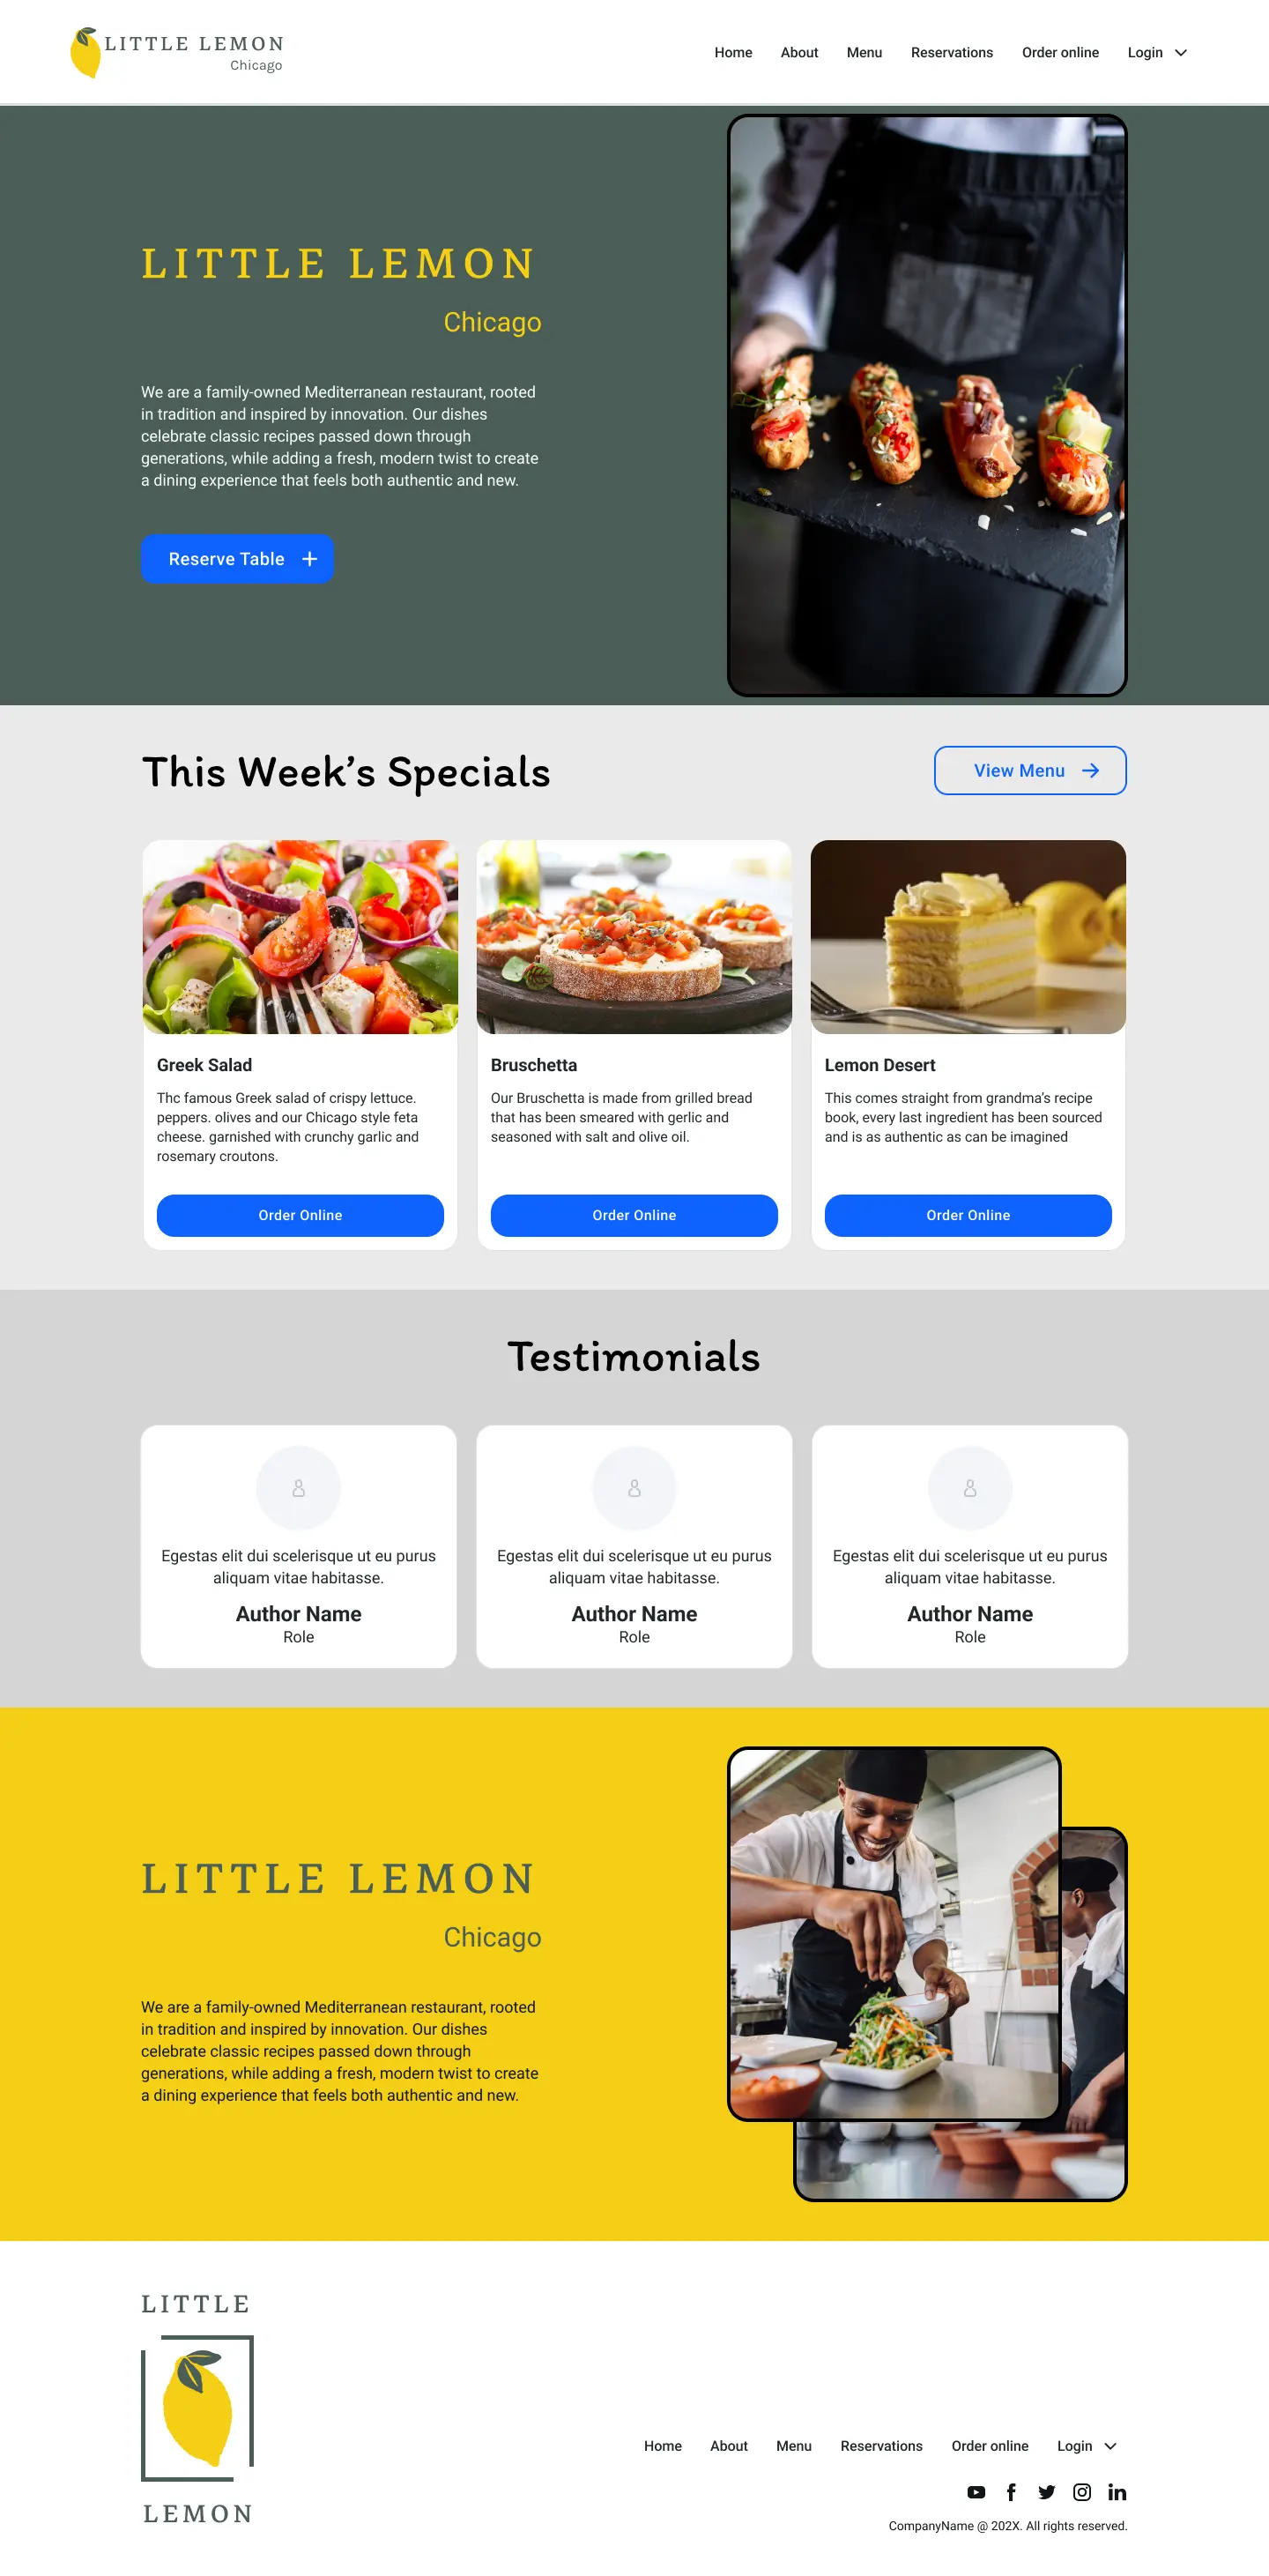 LITTLE LEMON
Chicago
Home About Menu Reservations Order online Login
LITTLE LEMON
Chicago
We are a family-owned Mediterranean restaurant, rooted
in tradition and inspired by innovation. Our dishes
celebrate classic recipes passed down through
generations, while adding a fresh, modern twist to create
a dining experience that feels both authentic and new.
Reserve Table
This Week’s Specials
View Menu
Greek Salad
Thc famous Greek salad of crispy lettuce.
peppers. olives and our Chicago style feta
cheese. garnished with crunchy garlic and
rosemary croutons.
Order Online
Bruschetta
Our Bruschetta is made from grilled bread
that has been smeared with gerlic and
seasoned with salt and olive oil.
Order Online
Lemon Desert
This comes straight from grandma’s recipe
book, every last ingredient has been sourced
and is as authentic as can be imagined
Order Online
Testimonials
Egestas elit dui scelerisque ut eu purus
aliquam vitae habitasse.
Author Name
Role
Egestas elit dui scelerisque ut eu purus
aliquam vitae habitasse.
Author Name
Role
Egestas elit dui scelerisque ut eu purus
aliquam vitae habitasse.
Author Name
Role
LITTLE LEMON
Chicago
We are a family-owned Mediterranean restaurant, rooted
in tradition and inspired by innovation. Our dishes
celebrate classic recipes passed down through
generations, while adding a fresh, modern twist to create
a dining experience that feels both authentic and new.
LITTLE
LEMON
Home About Menu Reservations Order online Login
CompanyName @ 202X. All rights reserved.